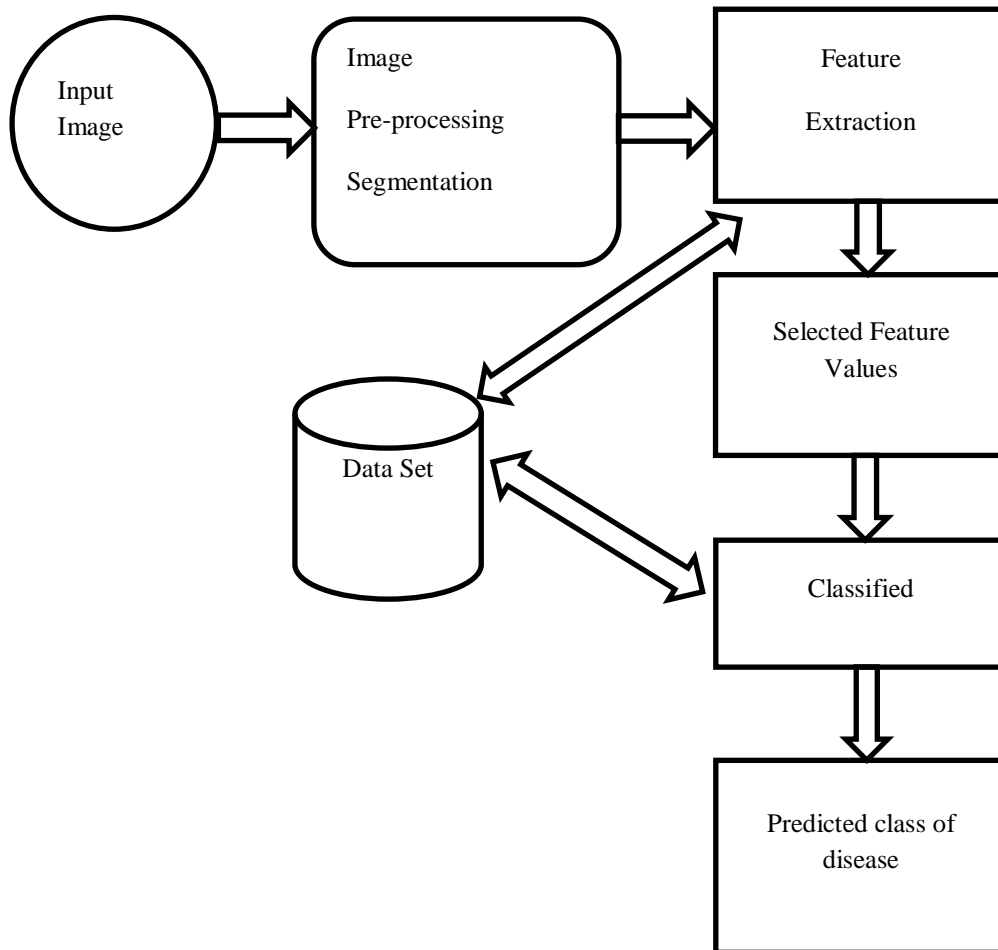 Input
Image
Image
Pre-processing
Segmentation
Feature
Extraction
Selected Feature
Values
Data Set
Classified
Predicted class of
disease